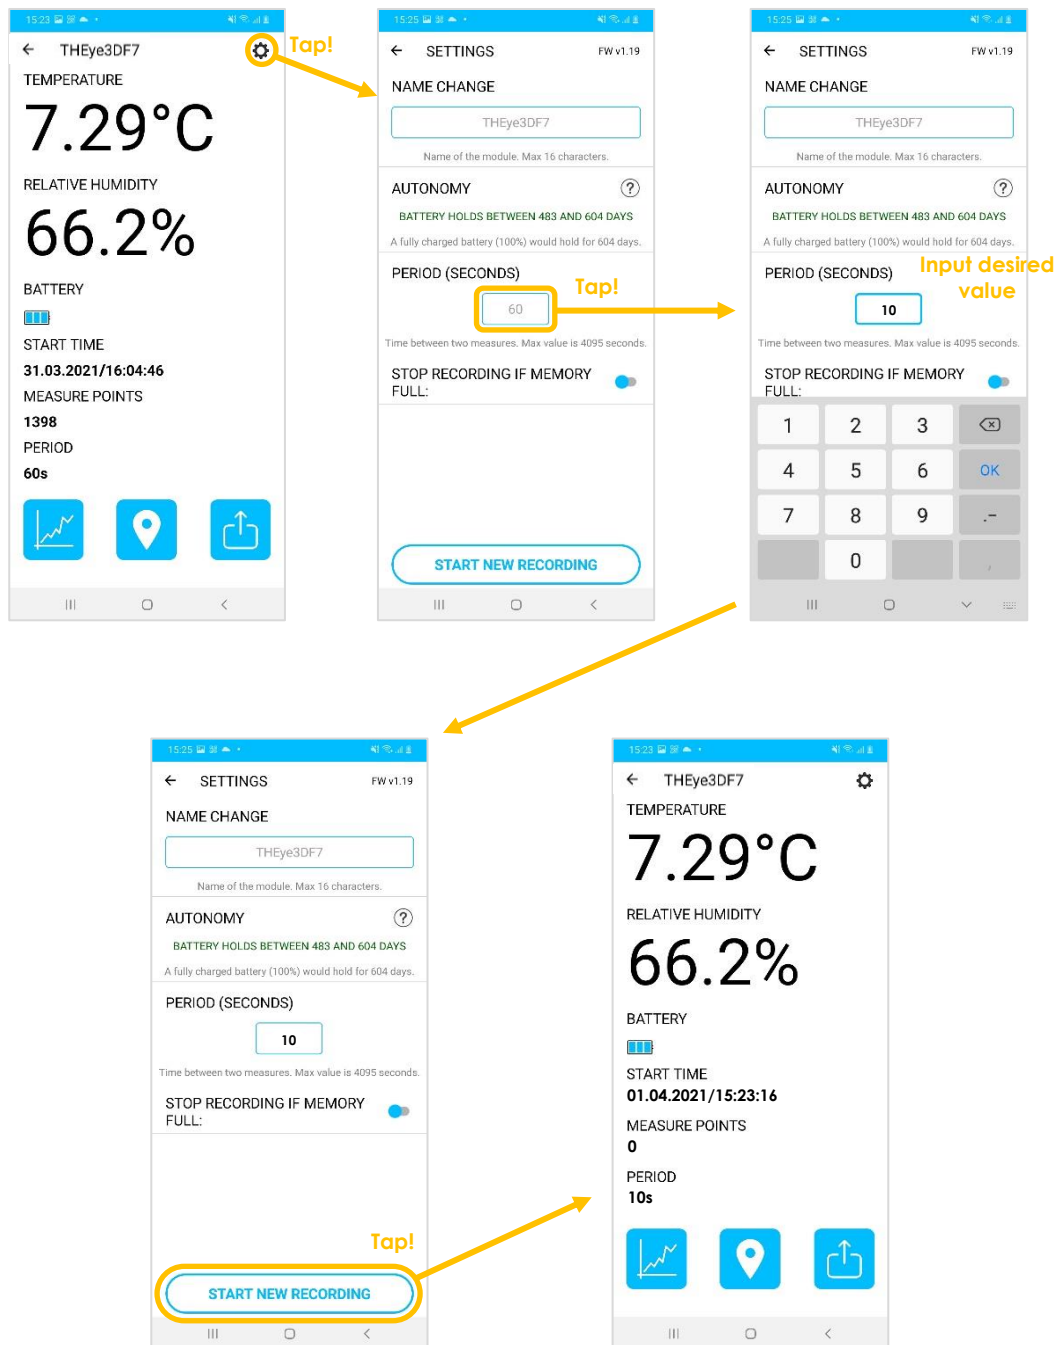 15:23
THEye3DF7
Tap!
TEMPERATURE
7.29°C
RELATIVE HUMIDITY
66.2%
BATTERY
START TIME
31.03.2021/16:04:46
MEASURE POINTS
1398
PERIOD
60s
15:25
SETTINGS
FW v1.19
NAME CHANGE
THEye3DF7
Name of the module. Max 16 characters.
AUTONOMY
?
BATTERY HOLDS BETWEEN 483 AND 604 DAYS
A fully charged battery (100%) would hold for 604 days.
PERIOD (SECONDS)
Tap!
60
Time between two measures. Max value is 4095 seconds.
STOP RECORDING IF MEMORY
FULL:
START NEW RECORDING
15:25
SETTINGS
FW v1.19
NAME CHANGE
THEye3DF7
Name of the module. Max 16 characters.
AUTONOMY
?
BATTERY HOLDS BETWEEN 483 AND 604 DAYS
A fully charged battery (100%) would hold for 604 days.
PERIOD (SECONDS)
Input desired
value
10
Time between two measures. Max value is 4095 seconds.
STOP RECORDING IF MEMORY
FULL:
1 2 3
4 5 6 OK
7 8 9 .-
0 ,
15:25
SETTINGS
FW v1.19
NAME CHANGE
THEye3DF7
Name of the module. Max 16 characters.
AUTONOMY
?
BATTERY HOLDS BETWEEN 483 AND 604 DAYS
A fully charged battery (100%) would hold for 604 days.
PERIOD (SECONDS)
10
Time between two measures. Max value is 4095 seconds.
STOP RECORDING IF MEMORY
FULL:
Tap!
START NEW RECORDING
15:23
THEye3DF7
TEMPERATURE
7.29°C
RELATIVE HUMIDITY
66.2%
BATTERY
START TIME
01.04.2021/15:23:16
MEASURE POINTS
0
PERIOD
10s